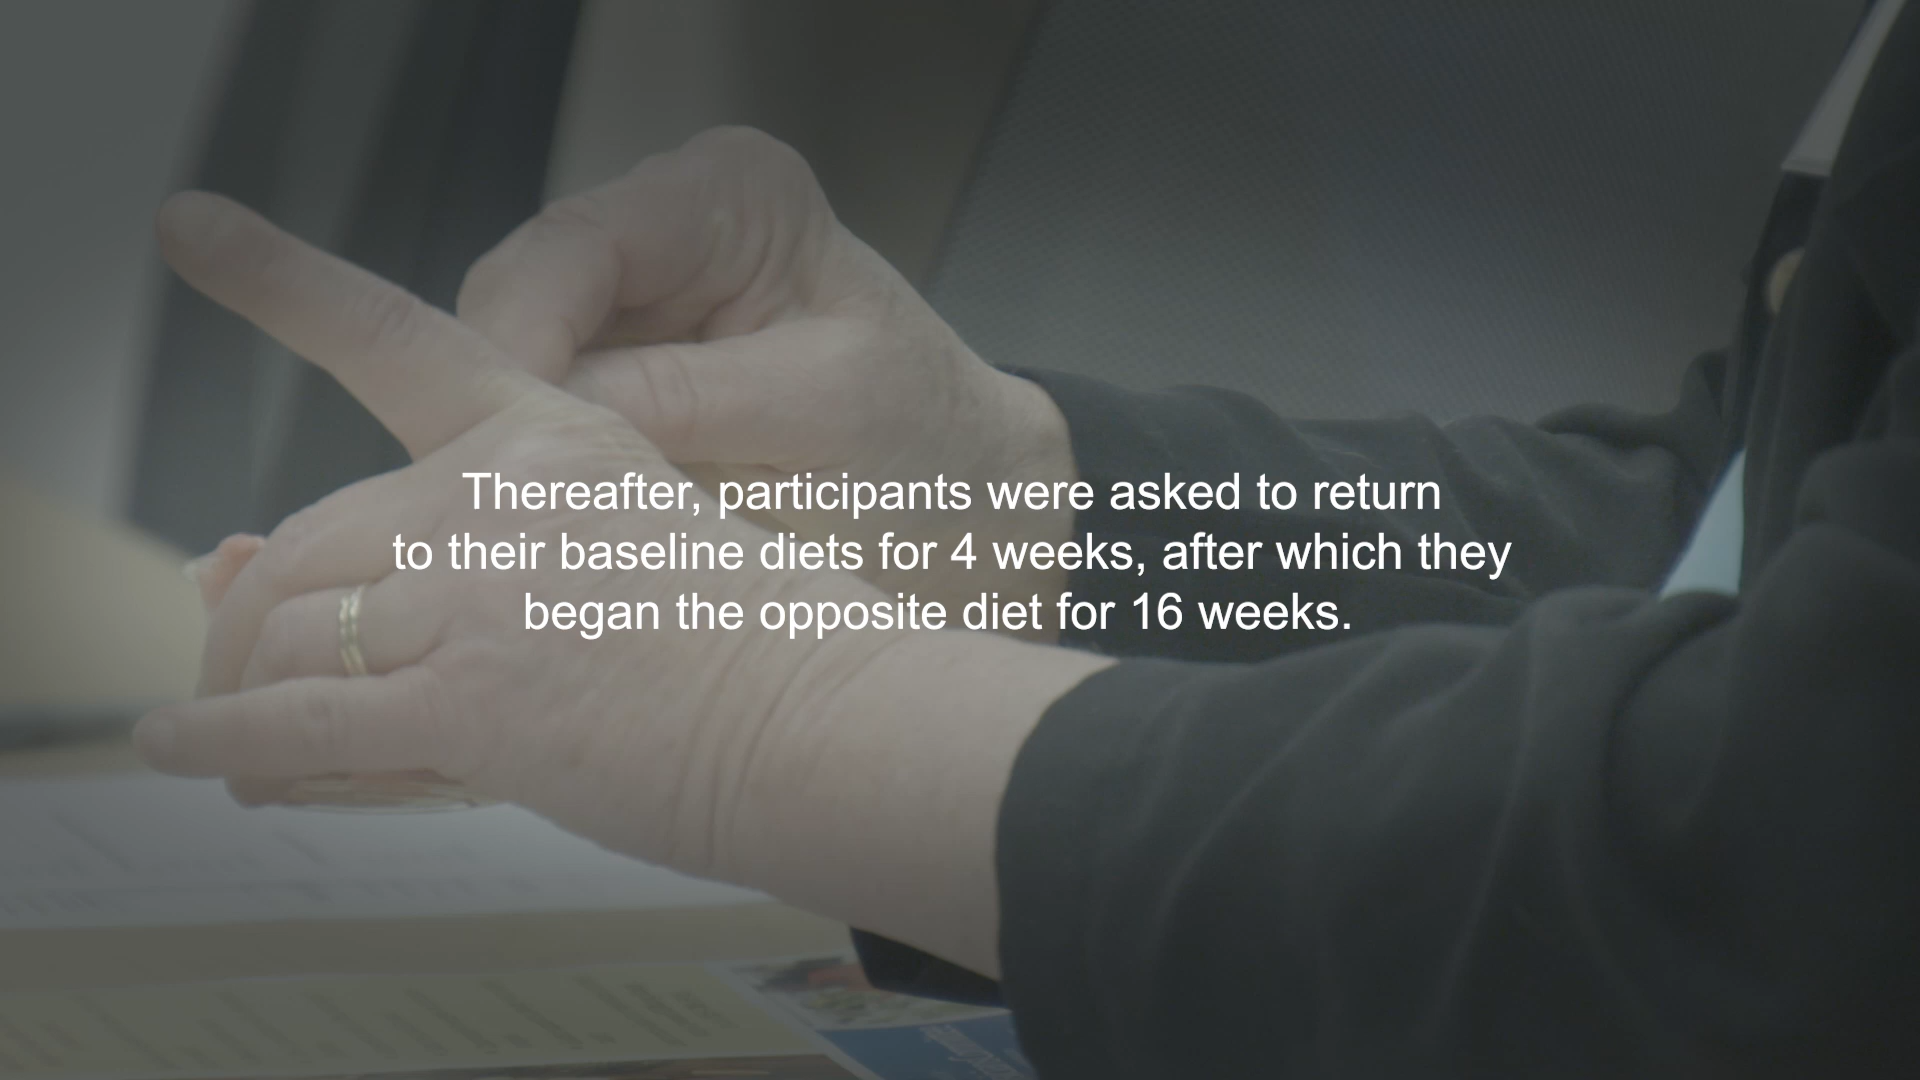 Thereafter, participants were asked to return
to their baseline diets for 4 weeks, after which they
began the opposite diet for 16 weeks.